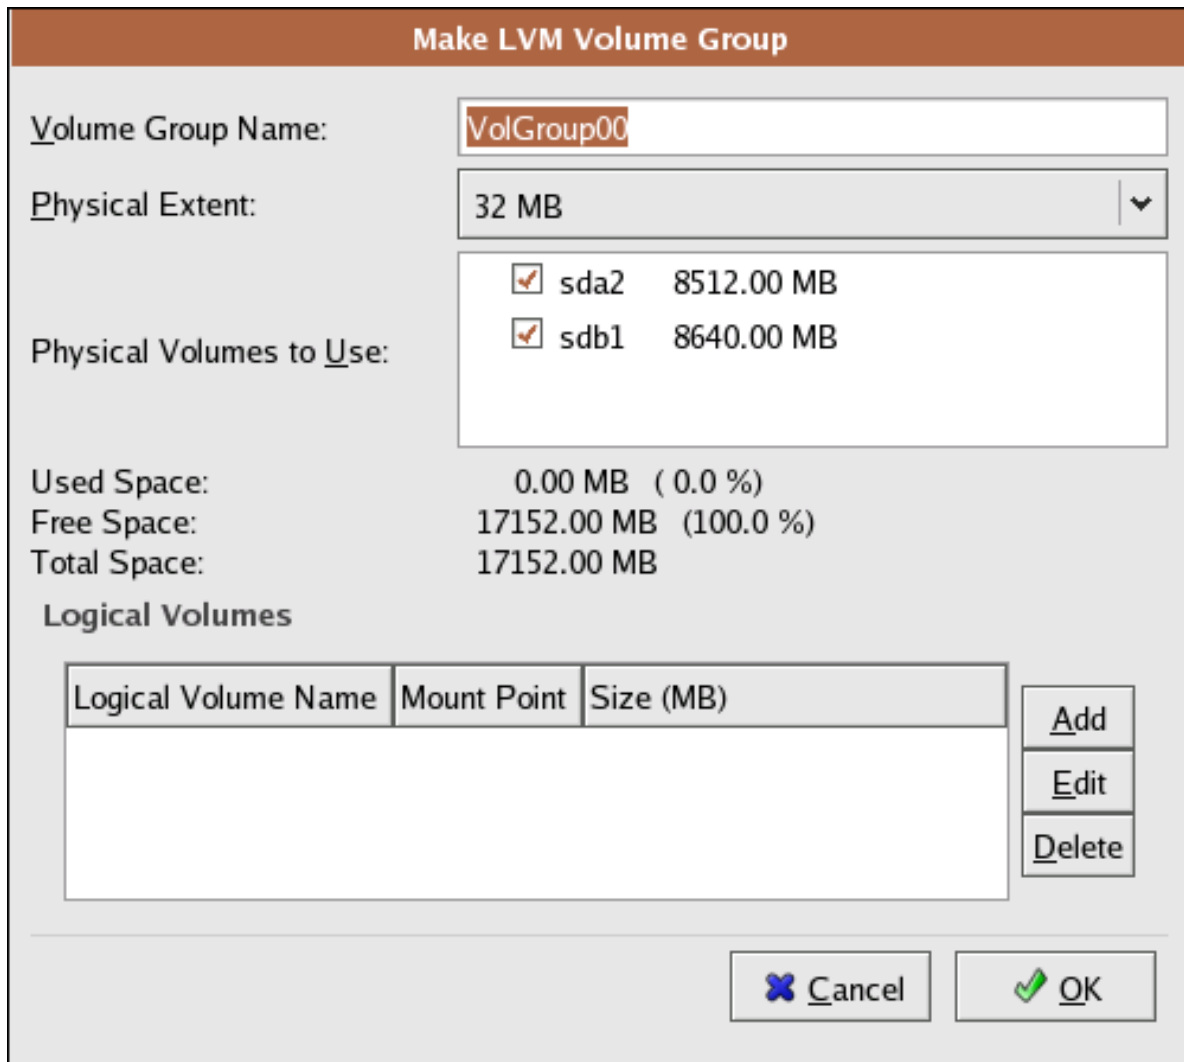 Make LVM Volume Group
Volume Group Name: VolGroup00
Physical Extent: 32 MB
Physical Volumes to Use:
sda2 8512.00 MB
sdb1 8640.00 MB
Used Space: 0.00 MB ( 0.0 %)
Free Space: 17152.00 MB (100.0 %)
Total Space: 17152.00 MB
Logical Volumes
Logical Volume Name Mount Point Size (MB)
Add
Edit
Delete
Cancel OK